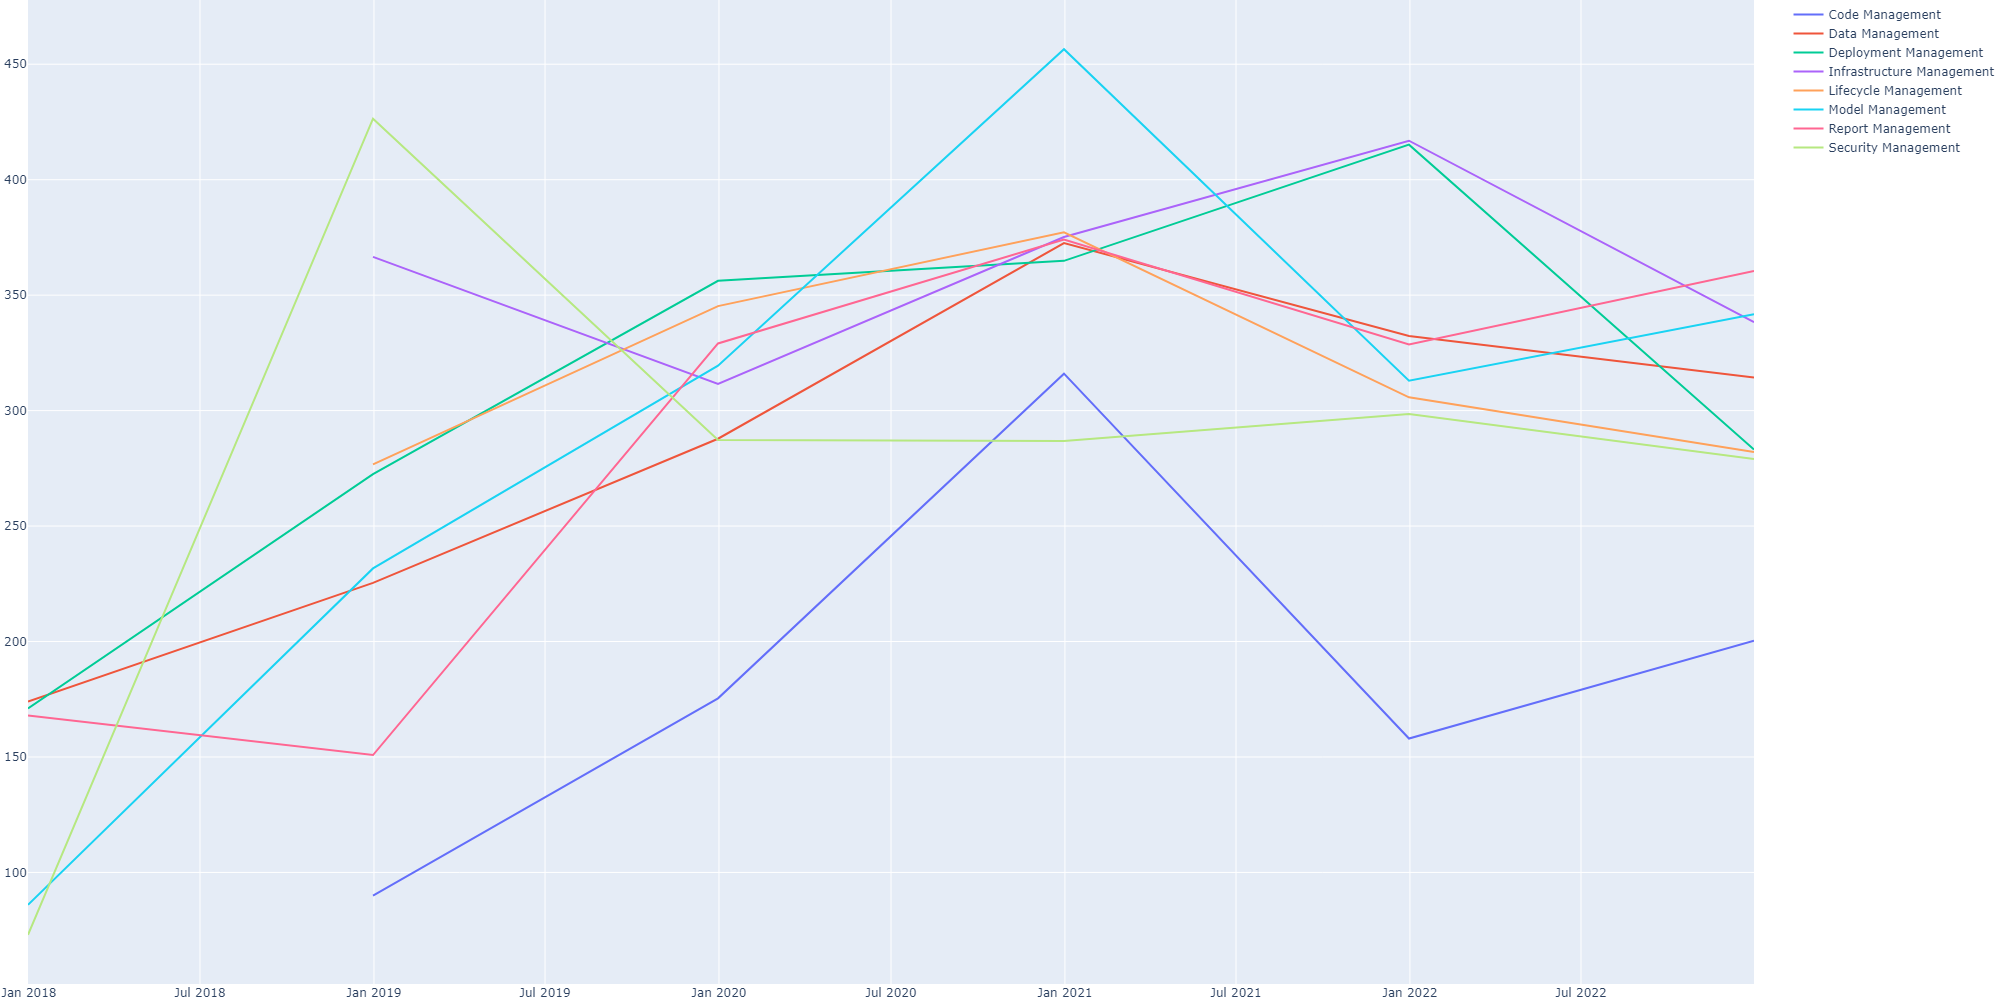 450
400
350
300
250
200
150
100
Jan 2018 Jul 2018 Jan 2019 Jul 2019 Jan 2020 Jul 2020 Jan 2021 Jul 2021 Jan 2022 Jul 2022
Code Management
Data Management
Deployment Management
Infrastructure Management
Lifecycle Management
Model Management
Report Management
Security Management